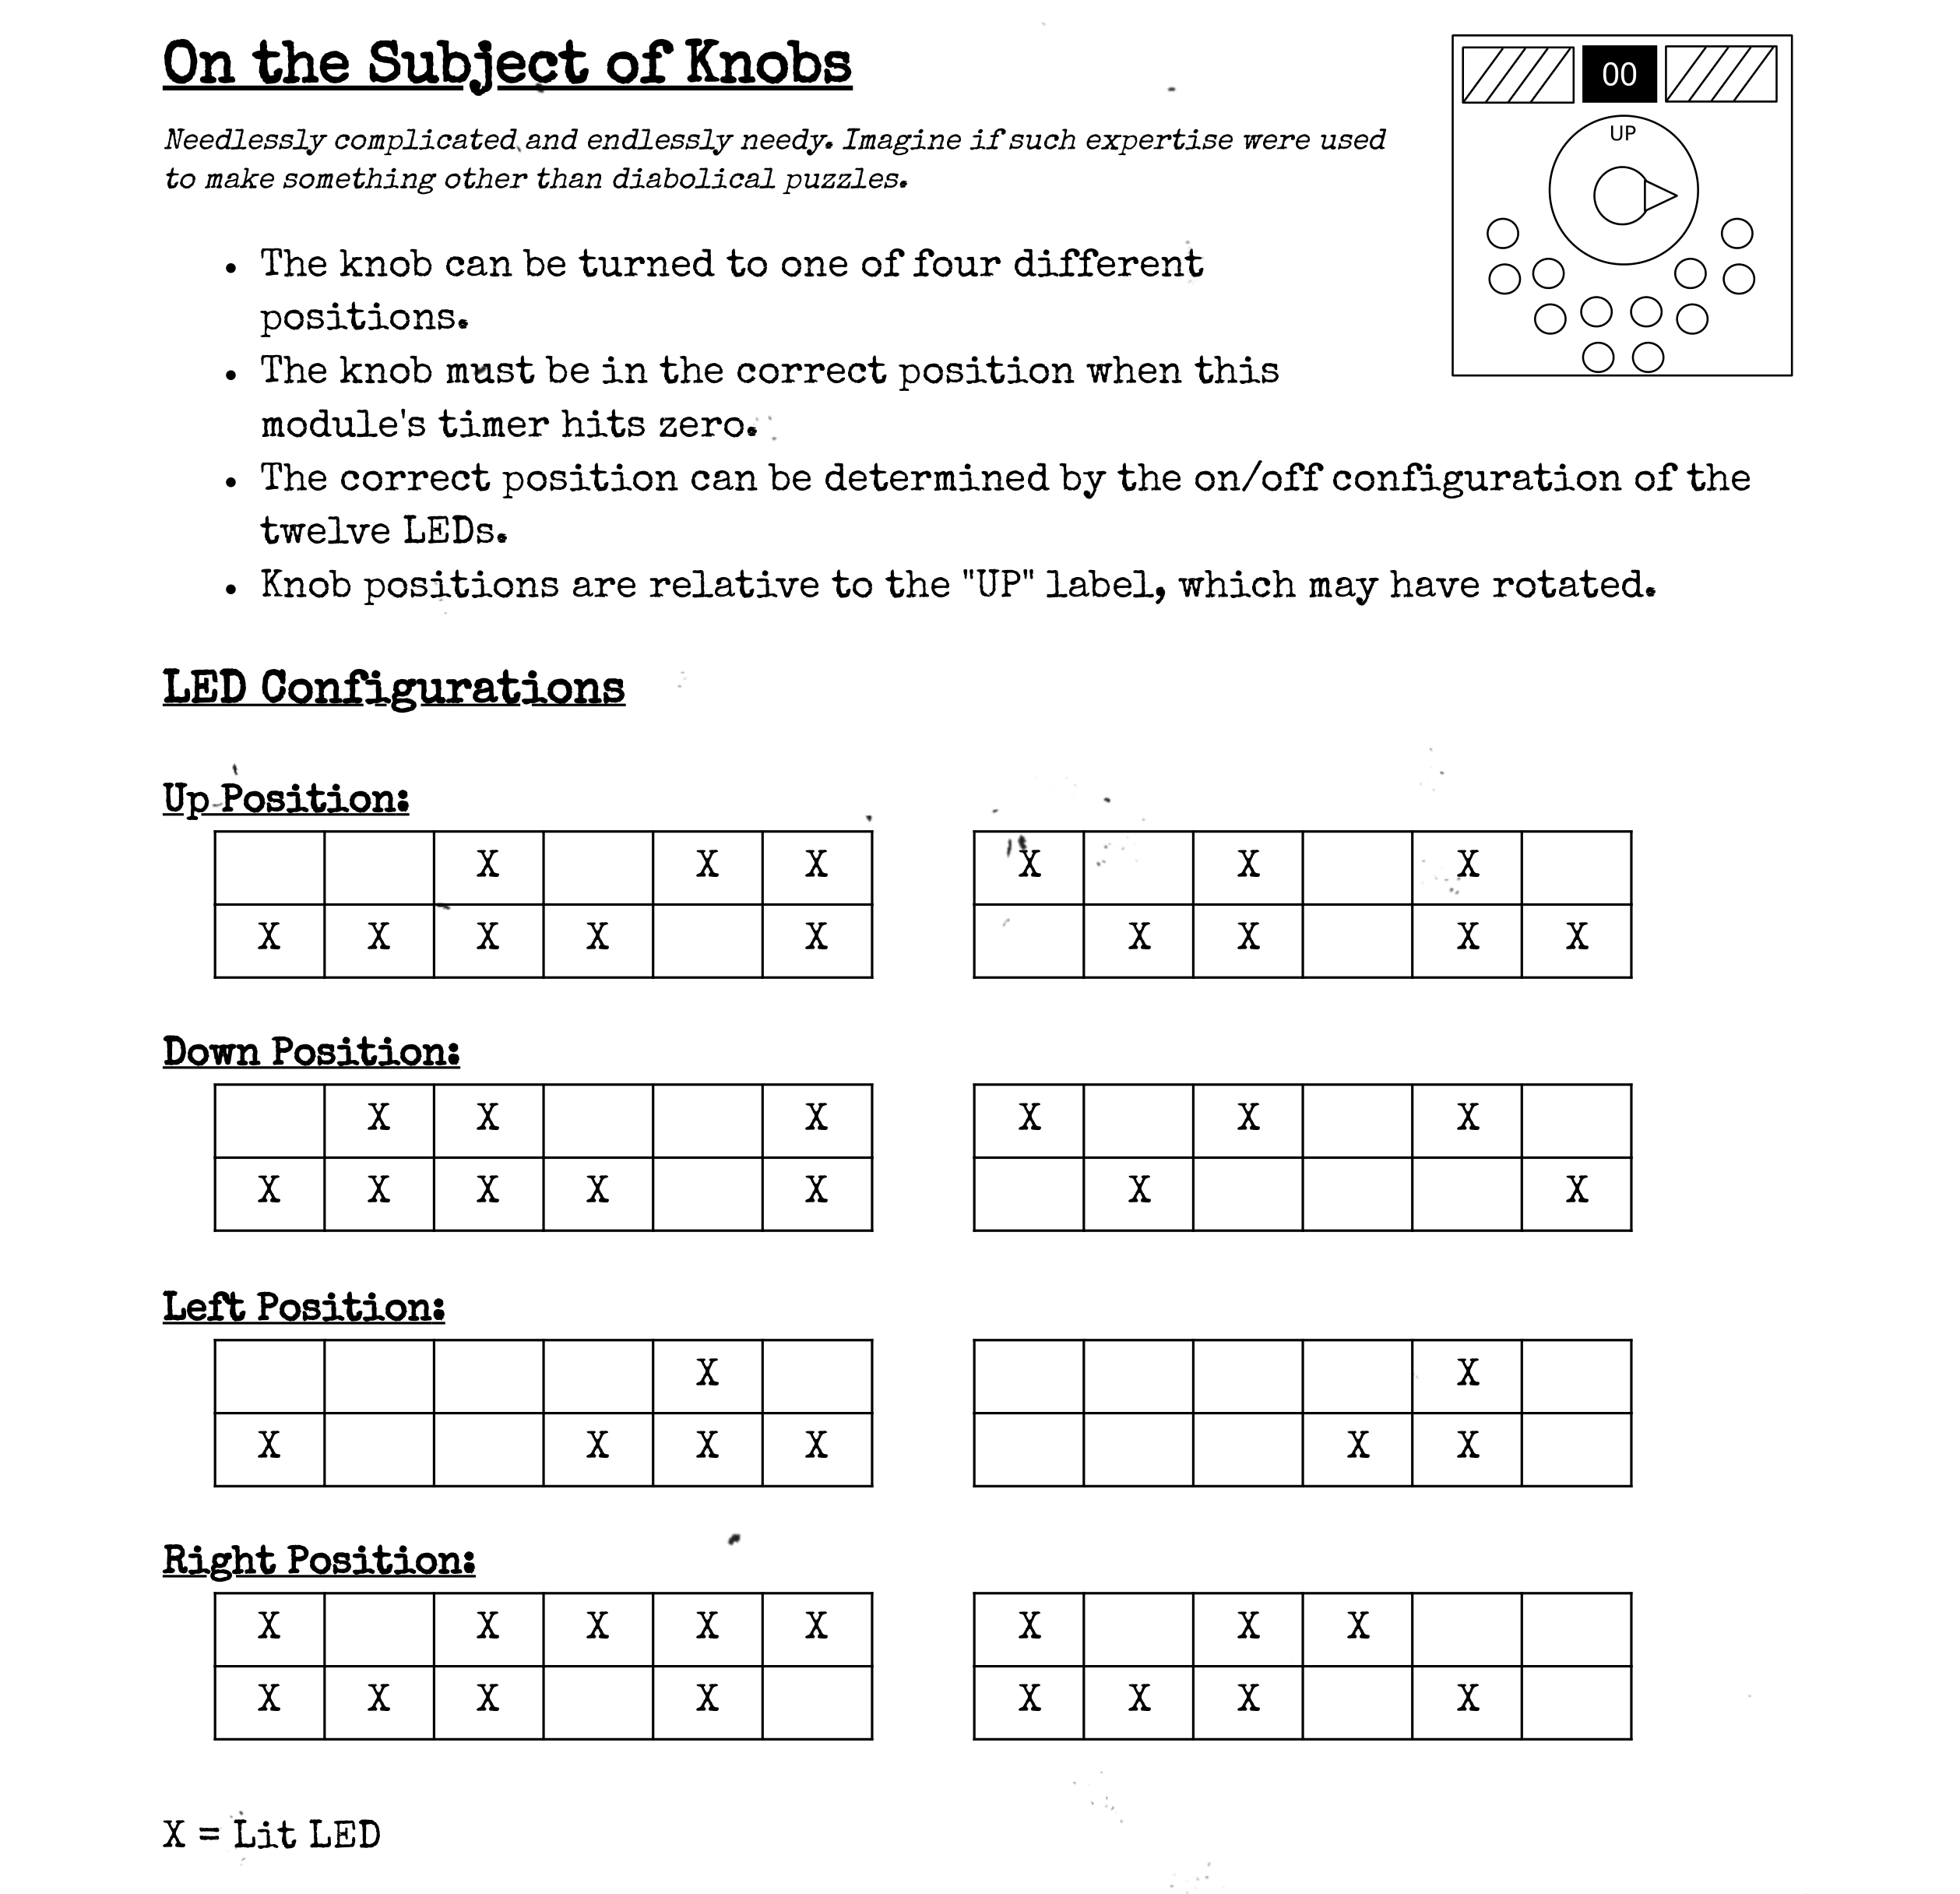 On the Subject of Knobs
00
UP
Needlessly complicated and endlessly needy. Imagine if such expertise were used
to make something other than diabolical puzzles.
• The knob can be turned to one of four different
positions.
• The knob must be in the correct position when this
module's timer hits zero.
• The correct position can be determined by the on/off configuration of the
twelve LEDs.
• Knob positions are relative to the "UP" label, which may have rotated.
LED Configurations
Up Position:
X X X X X X
X X X X X X X X X
Down Position:
X X X X X X
X X X X X X X
Left Position:
X X
X X X X X X
Right Position:
X X X X X X X X
X X X X X X X X
X = Lit LED